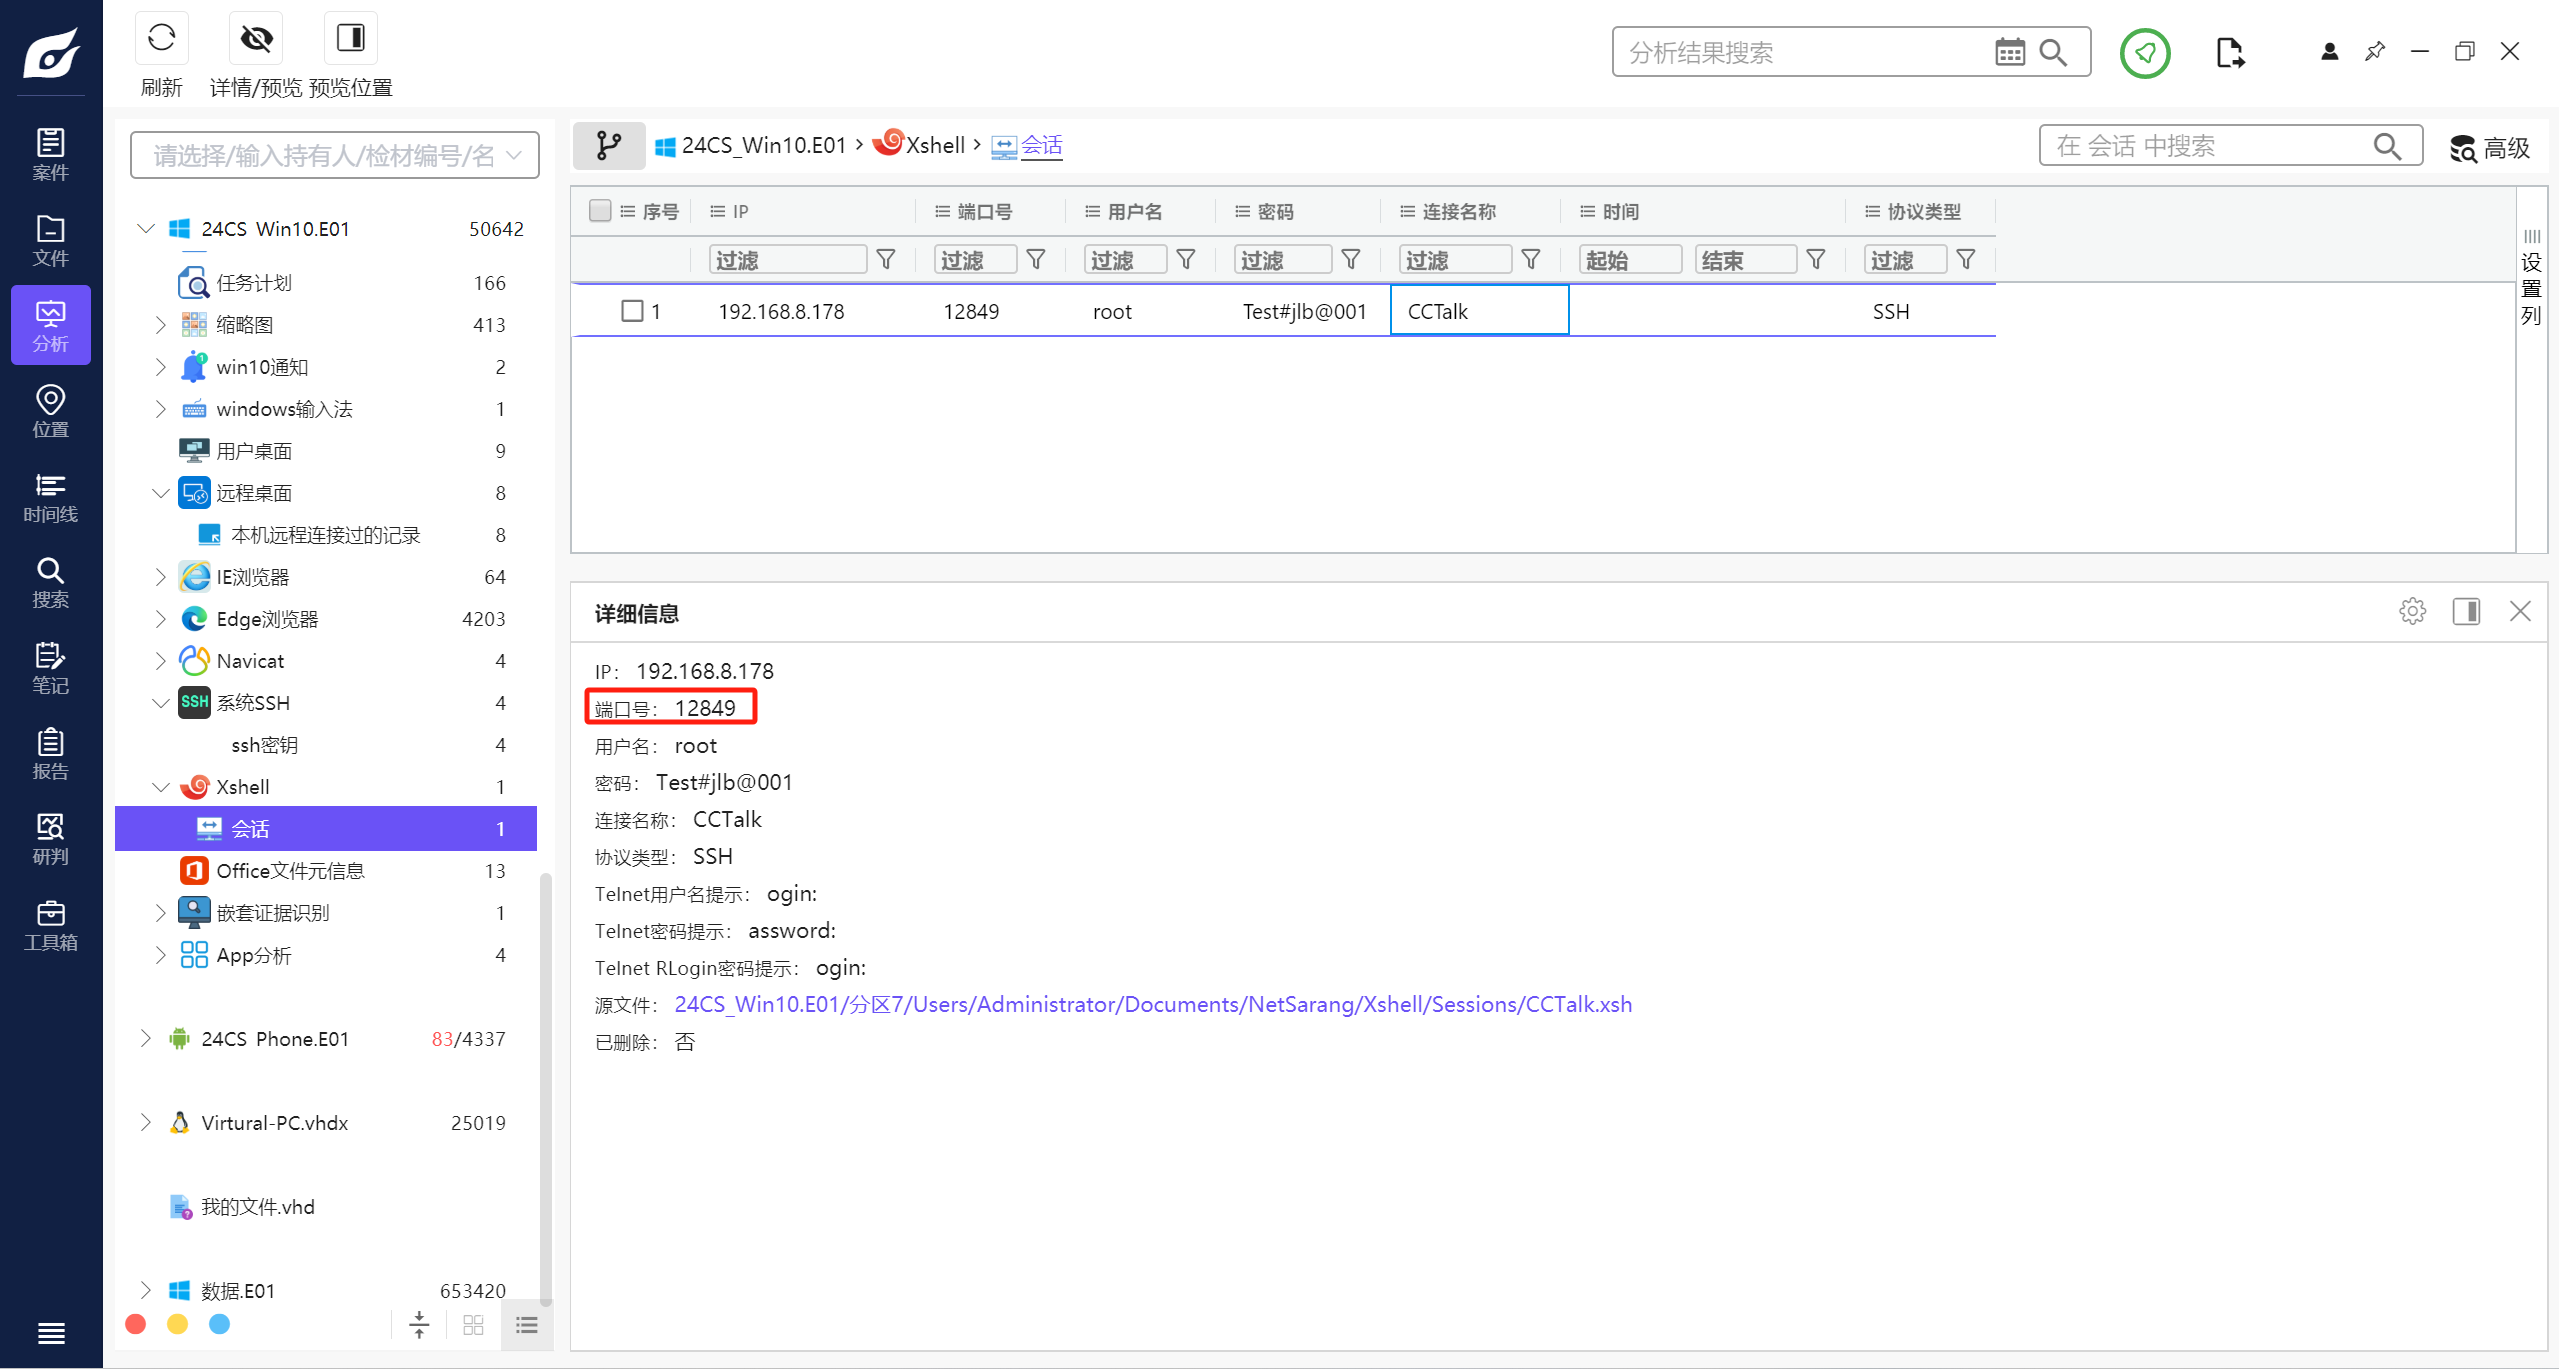 刷新
详情/预览
预览位置
分析结果搜索
案件
文件
分析
位置
时间线
搜索
笔记
报告
研判
工具箱
请选择/输入持有人/检材编号/名
24CS_Win10.E01 50642
任务计划 166
缩略图 413
win10通知 2
windows输入法 1
用户桌面 9
远程桌面 8
本机远程连接过的记录 8
IE浏览器 64
Edge浏览器 4203
Navicat 4
SSH 系统SSH 4
ssh密钥 4
Xshell 1
会话 1
Office文件元信息 13
嵌套证据识别 1
App分析 4
24CS_Phone.E01 83/4337
Virtural-PC.vhdx 25019
我的文件.vhd
数据.E01 653420
24CS_Win10.E01 › Xshell › 会话
在 会话 中搜索
高级
序号 IP 端口号 用户名 密码 连接名称 时间 协议类型
过滤 过滤 过滤 过滤 过滤 起始 结束 过滤
1 192.168.8.178 12849 root Test#jlb@001 CCTalk SSH
设置列
详细信息
IP： 192.168.8.178
端口号： 12849
用户名： root
密码： Test#jlb@001
连接名称： CCTalk
协议类型： SSH
Telnet用户名提示： ogin:
Telnet密码提示： assword:
Telnet RLogin密码提示： ogin:
源文件： 24CS_Win10.E01/分区7/Users/Administrator/Documents/NetSarang/Xshell/Sessions/CCTalk.xsh
已删除： 否